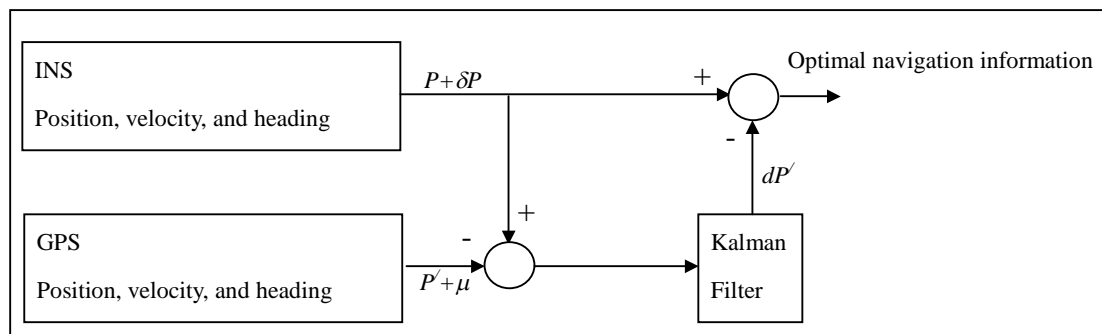 INS
Position, velocity, and heading
P+δP
+
Optimal navigation information
-
dP′
+
GPS
Position, velocity, and heading
-
P′+μ
Kalman
Filter